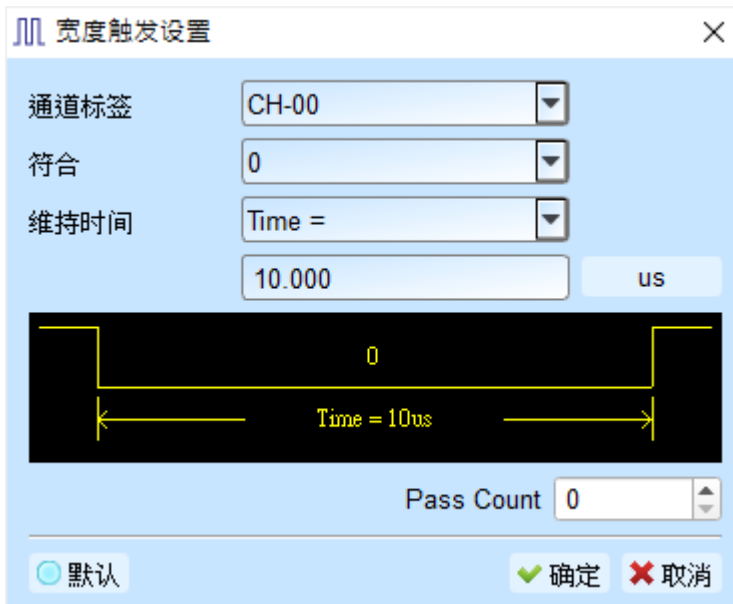 宽度触发设置
通道标签 CH-00
符合 0
维持时间 Time =
10.000 us
0
Time = 10us
Pass Count 0
默认 确定 取消